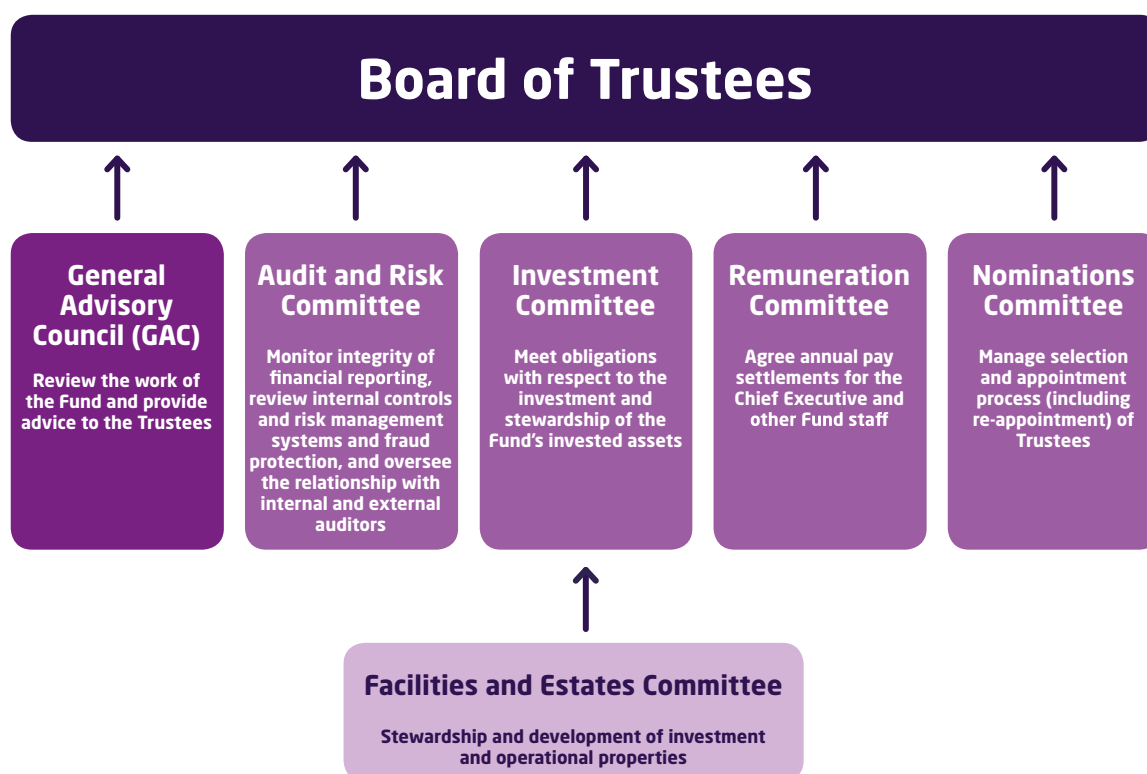 Board of Trustees
General
Advisory
Council (GAC)
Review the work of
the Fund and provide
advice to the Trustees
Audit and Risk
Committee
Monitor integrity of
financial reporting,
review internal controls
and risk management
systems and fraud
protection, and oversee
the relationship with
internal and external
auditors
Investment
Committee
Meet obligations
with respect to the
investment and
stewardship of the
Fund's invested assets
Remuneration
Committee
Agree annual pay
settlements for the
Chief Executive and
other Fund staff
Nominations
Committee
Manage selection
and appointment
process (including
re-appointment) of
Trustees
Facilities and Estates Committee
Stewardship and development of investment
and operational properties